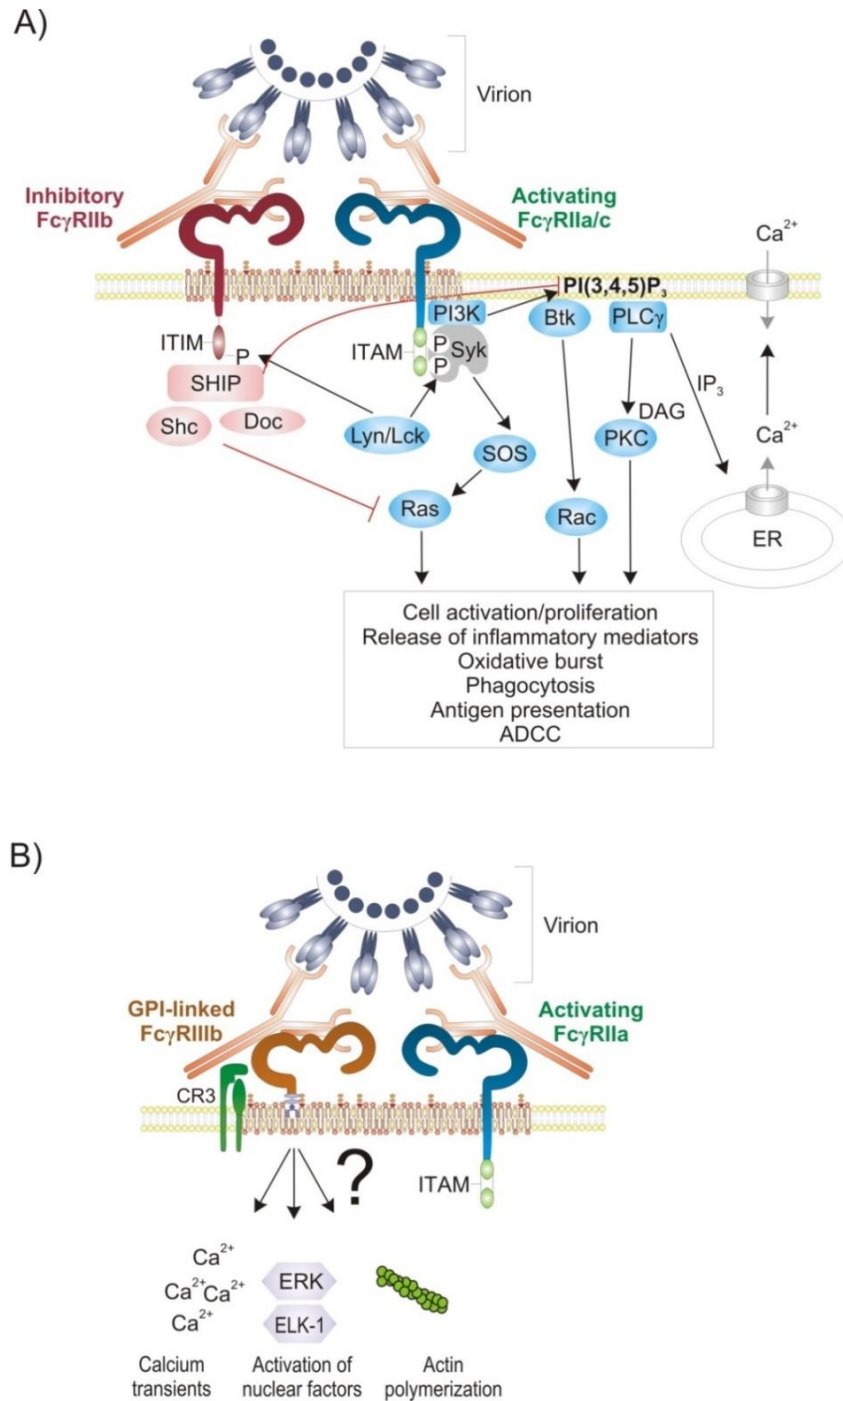 A)
Virion
Inhibitory
FcγRIIb
Activating
FcγRIIa/c
Ca2+
PI(3,4,5)P3
PI3K
Btk
PLCγ
ITIM
P
ITAM
P
P
Syk
IP3
SHIP
DAG
Shc
Doc
Lyn/Lck
SOS
PKC
Ca2+
Ras
Rac
ER
Cell activation/proliferation
Release of inflammatory mediators
Oxidative burst
Phagocytosis
Antigen presentation
ADCC
B)
Virion
GPI-linked
FcγRIIIb
Activating
FcγRIIa
CR3
?
ITAM
Ca2+
Ca2+Ca2+
Ca2+
ERK
ELK-1
Calcium
transients
Activation of
nuclear factors
Actin
polymerization